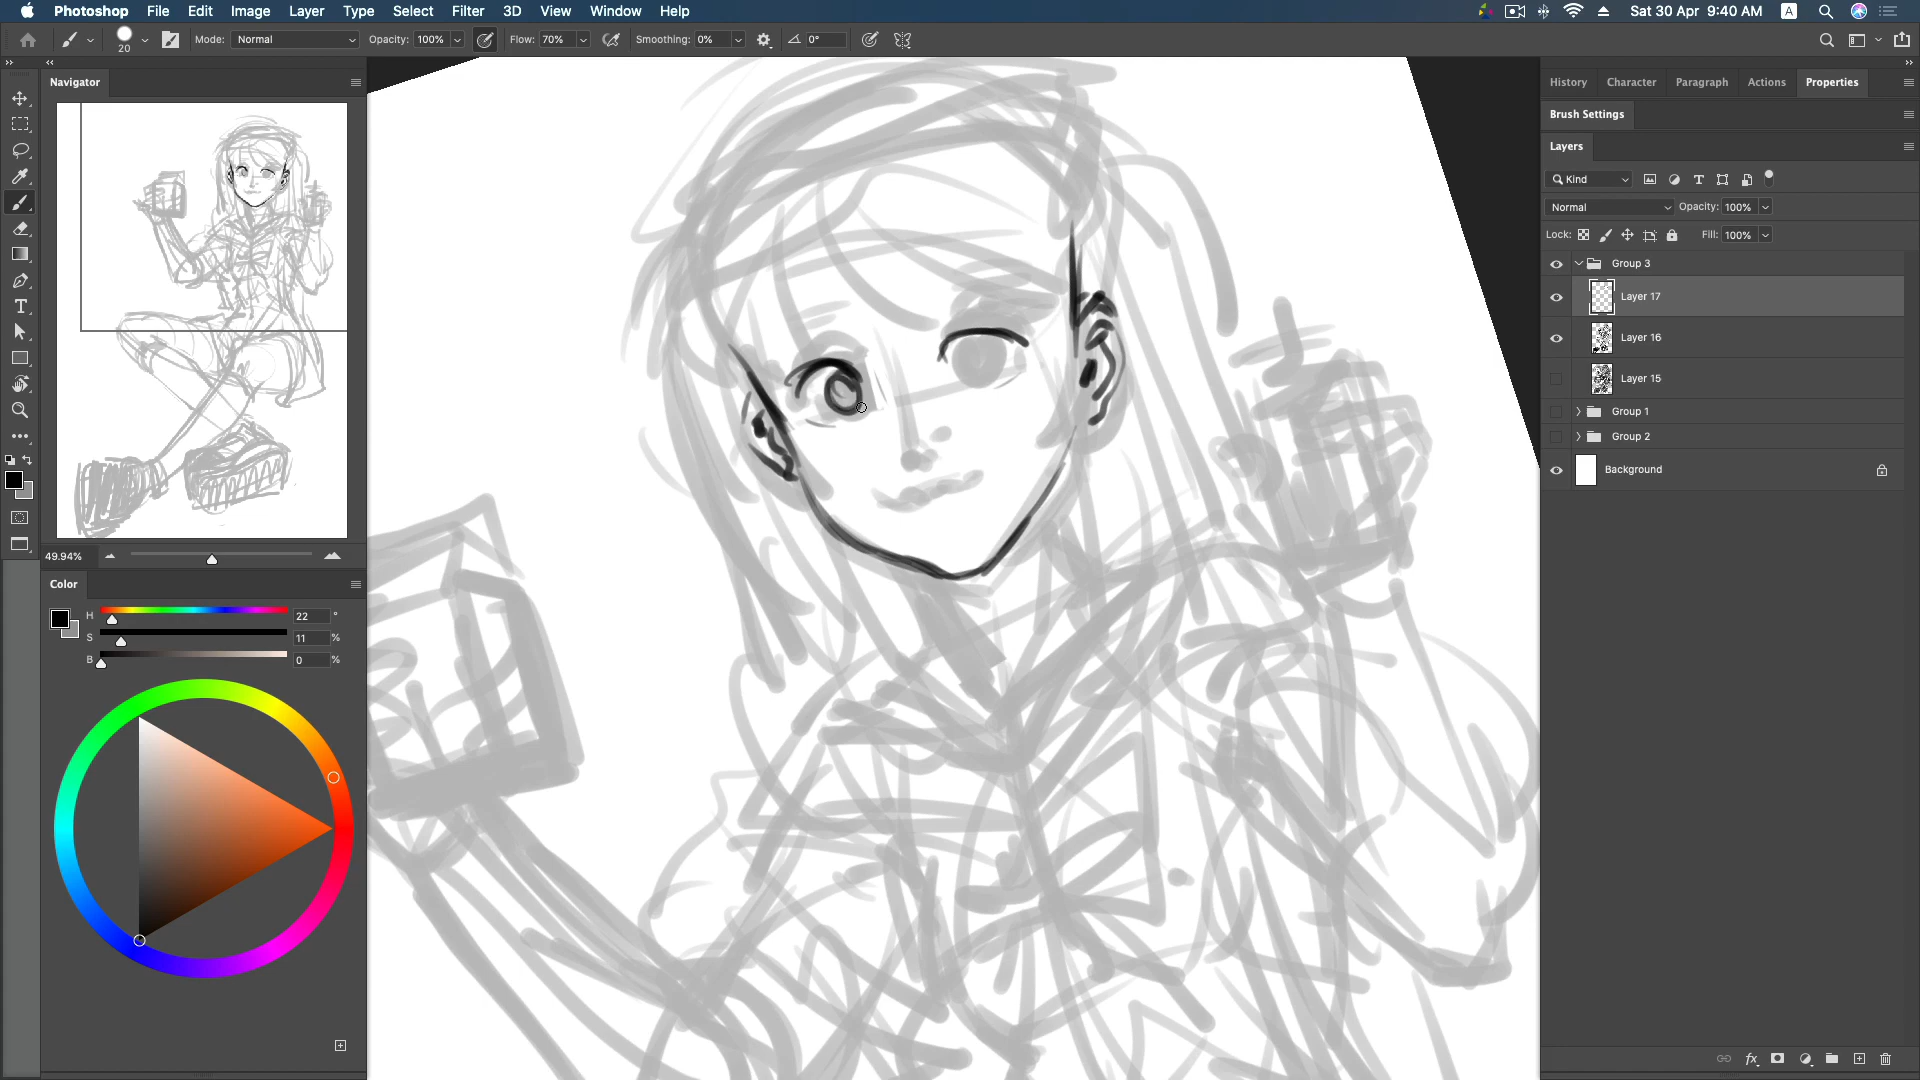 Photoshop File Edit Image Layer Type Select Filter 3D View Window Help Sat 30 Apr 9:40 AM A
20 Mode: Normal Opacity: 100% Flow: 70% Smoothing: 0% 0°
Navigator
History Character Paragraph Actions Properties
Brush Settings
Layers
Kind
Normal Opacity: 100%
Lock: Fill: 100%
Group 3
Layer 17
Layer 16
Layer 15
Group 1
Group 2
Background
49.94%
Color
H 22 °
S 11 %
B 0 %